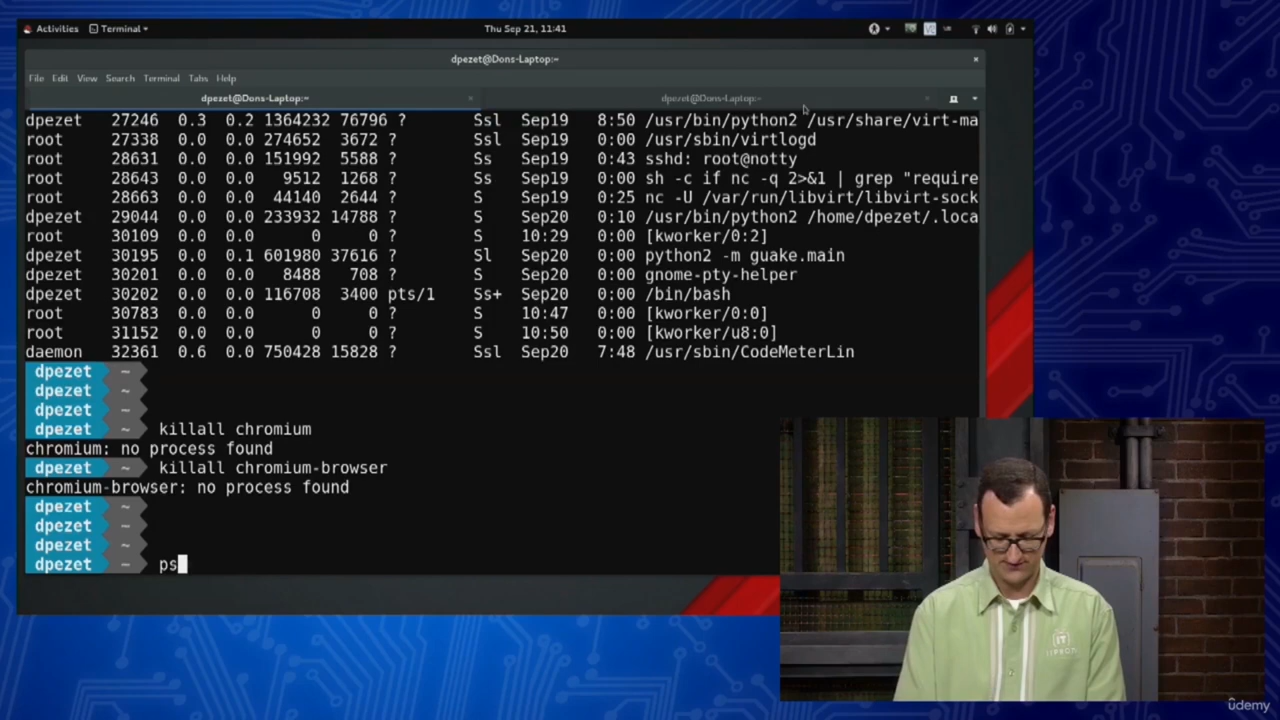 Activities Terminal Thu Sep 21, 11:41
dpezet@Dons-Laptop:~
File Edit View Search Terminal Tabs Help
dpezet@Dons-Laptop:~ dpezet@Dons-Laptop:~
dpezet 27246 0.3 0.2 1364232 76796 ? Ssl Sep19 8:50 /usr/bin/python2 /usr/share/virt-ma
root 27338 0.0 0.0 274652 3672 ? Ssl Sep19 0:00 /usr/sbin/virtlogd
root 28631 0.0 0.0 151992 5588 ? Ss Sep19 0:43 sshd: root@notty
root 28643 0.0 0.0 9512 1268 ? Ss Sep19 0:00 sh -c if nc -q 2>&1 | grep "require
root 28663 0.0 0.0 44140 2644 ? S Sep19 0:25 nc -U /var/run/libvirt/libvirt-sock
dpezet 29044 0.0 0.0 233932 14788 ? S Sep19 0:10 /usr/bin/python2 /home/dpezet/.loca
root 30109 0.0 0.0 0 0 ? S 10:29 0:00 [kworker/0:2]
dpezet 30195 0.0 0.1 601980 37616 ? Sl Sep20 0:00 python2 -m guake.main
dpezet 30201 0.0 0.0 8488 708 ? S Sep20 0:00 gnome-pty-helper
dpezet 30202 0.0 0.0 116708 3400 pts/1 Ss+ Sep20 0:00 /bin/bash
root 30783 0.0 0.0 0 0 ? S 10:47 0:00 [kworker/0:0]
root 31152 0.0 0.0 0 0 ? S 10:50 0:00 [kworker/u8:0]
daemon 32361 0.6 0.0 750428 15828 ? Ssl Sep20 7:48 /usr/sbin/CodeMeterLin
dpezet ~
dpezet ~
dpezet ~
dpezet ~ killall chromium
chromium: no process found
dpezet ~ killall chromium-browser
chromium-browser: no process found
dpezet ~
dpezet ~
dpezet ~
dpezet ~ ps
IT
ITPROTV
udemy